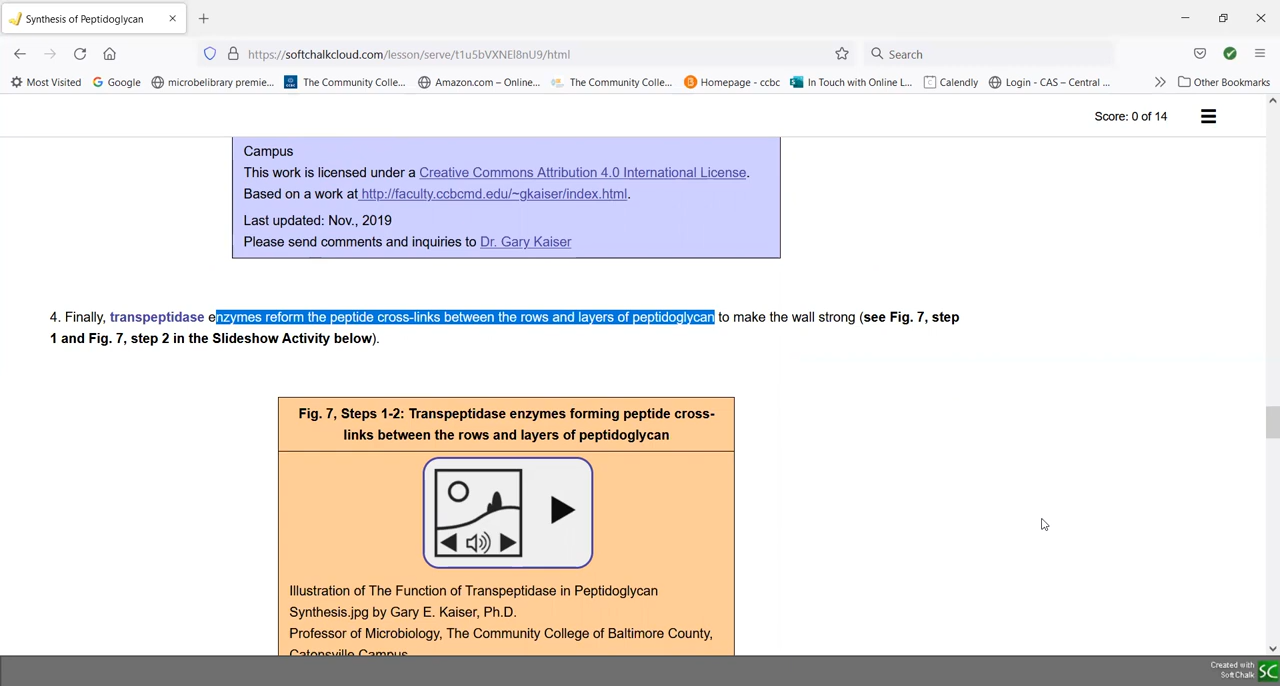 Synthesis of Peptidoglycan
https://softchalkcloud.com/lesson/serve/t1u5bVXNEl8nU9/html
Search
Most Visited
Google
microbelibrary premie...
The Community Colle...
Amazon.com – Online...
The Community Colle...
Homepage - ccbc
In Touch with Online L...
Calendly
Login - CAS – Central ...
Other Bookmarks
Score: 0 of 14
Campus
This work is licensed under a Creative Commons Attribution 4.0 International License.
Based on a work at http://faculty.ccbcmd.edu/~gkaiser/index.html.
Last updated: Nov., 2019
Please send comments and inquiries to Dr. Gary Kaiser
4. Finally, transpeptidase enzymes reform the peptide cross-links between the rows and layers of peptidoglycan to make the wall strong (see Fig. 7, step
1 and Fig. 7, step 2 in the Slideshow Activity below).
Fig. 7, Steps 1-2: Transpeptidase enzymes forming peptide cross-
links between the rows and layers of peptidoglycan
Illustration of The Function of Transpeptidase in Peptidoglycan
Synthesis.jpg by Gary E. Kaiser, Ph.D.
Professor of Microbiology, The Community College of Baltimore County,
Catonsville Campus
Created with
SoftChalk
SC